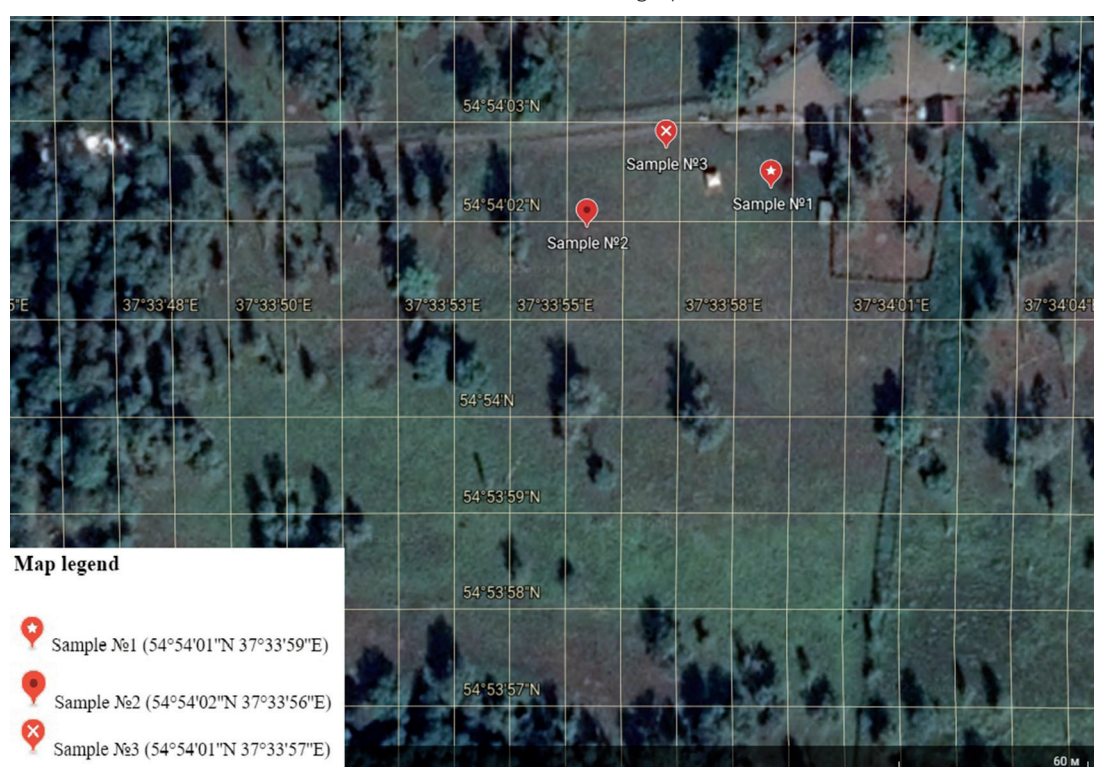 54°54'03"N
Sample №3
Sample №1
54°54'02"N
Sample №2
5"E 37°33'48"E 37°33'50"E 37°33'53"E 37°33'55"E 37°33'58"E 37°34'01"E 37°34'04"
54°54'N
54°53'59"N
Map legend
54°53'58"N
Sample №1 (54°54'01"N 37°33'59"E)
54°53'57"N
Sample №2 (54°54'02"N 37°33'56"E)
Sample №3 (54°54'01"N 37°33'57"E)
60 м